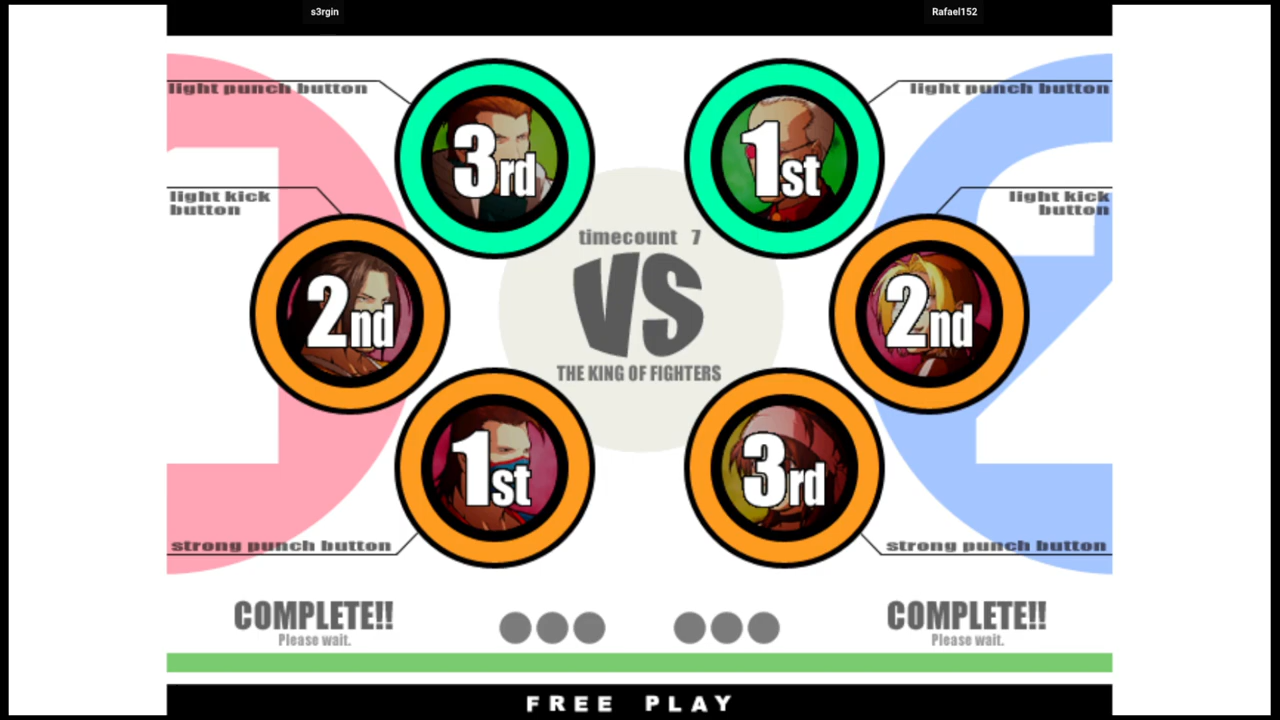 s3rgin
Rafael152
light punch button
light punch button
3rd
1st
light kick
button
light kick
button
timecount 7
VS
THE KING OF FIGHTERS
2nd
2nd
1st
3rd
strong punch button
strong punch button
COMPLETE!!
Please wait.
COMPLETE!!
Please wait.
FREE PLAY
1
2